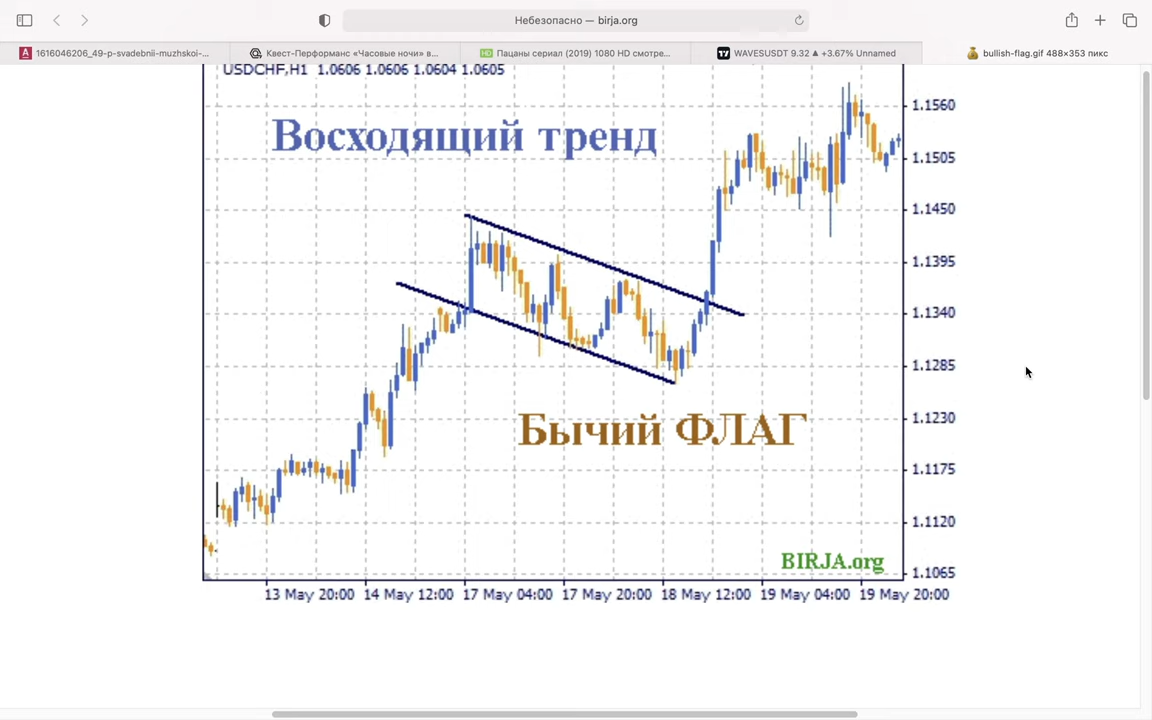 Небезопасно — birja.org
1616046206_49-p-svadebnii-muzhskoi-...
Квест-Перформанс «Часовые ночи» в...
HD Пацаны сериал (2019) 1080 HD смотре...
WAVESUSDT 9.32 ▲ +3.67% Unnamed
bullish-flag.gif 488×353 пикс
USDCHF,H1 1.0606 1.0606 1.0604 1.0605
Восходящий тренд
Бычий ФЛАГ
BIRJA.org
1.1560
1.1505
1.1450
1.1395
1.1340
1.1285
1.1230
1.1175
1.1120
1.1065
13 May 20:00 14 May 12:00 17 May 04:00 17 May 20:00 18 May 12:00 19 May 04:00 19 May 20:00